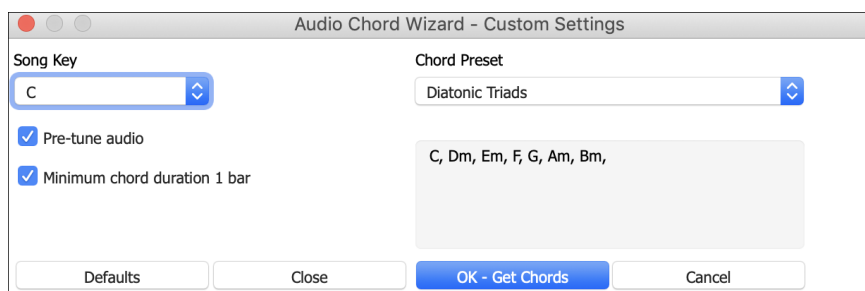 Audio Chord Wizard - Custom Settings
Song Key
Chord Preset
C
Diatonic Triads
Pre-tune audio
Minimum chord duration 1 bar
C, Dm, Em, F, G, Am, Bm,
Defaults
Close
OK - Get Chords
Cancel